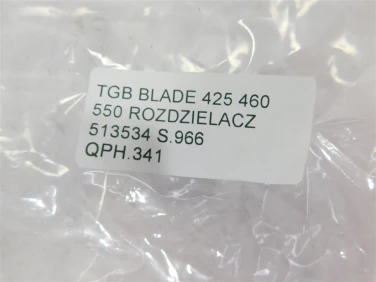 TGB BLADE 425 460
550 ROZDZIELACZ
513534 S.966
QPH.341